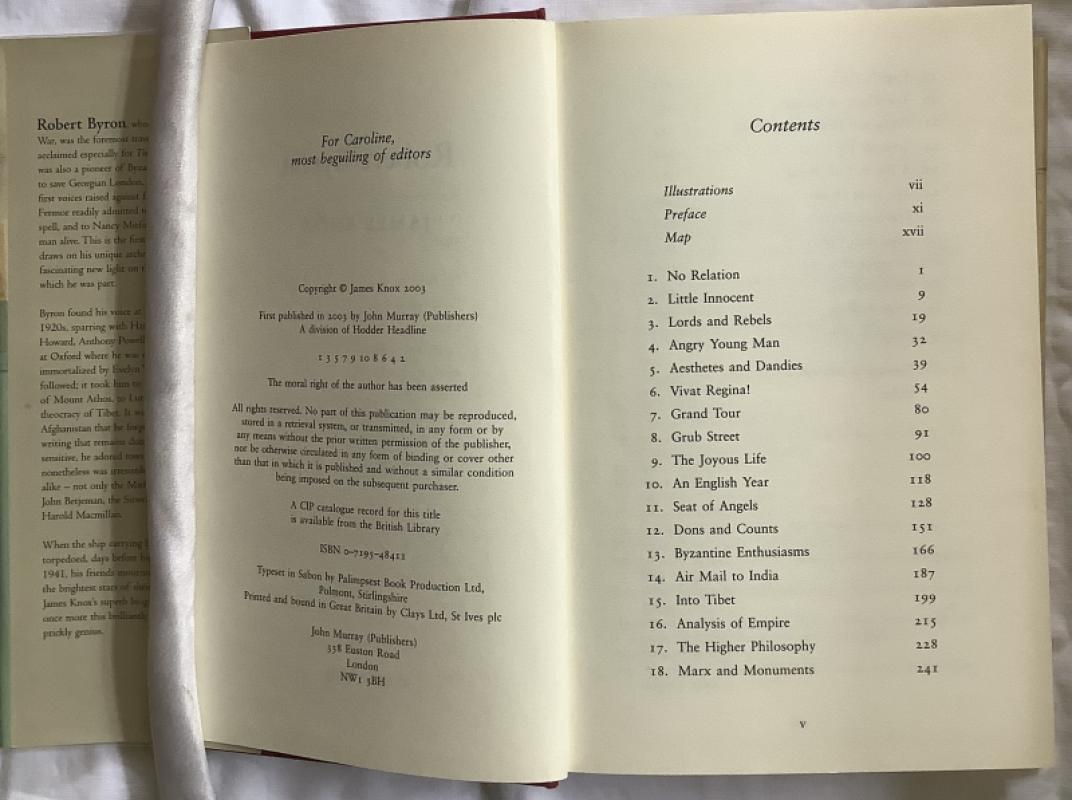 Robert Byron, who
War, was the foremost
acclaimed especially for
was also a pioneer of
to save Georgian London,
first voices raised against
Fermor readily admitted
spell, and to Nancy
man alive. This is the first
draws on his unique
fascinating new light on
which he was part.
Byron found his voice at
1920s, sparring with
Howard, Anthony Powell
at Oxford where he was
immortalized by Evelyn
followed; it took him to
of Mount Athos, to
theocracy of Tibet. It
Afghanistan that he
writing that remains
sensitive, he adored
nonetheless was
alike – not only the
John Betjeman, the
Harold Macmillan.
When the ship carrying
torpedoed, days before
1941, his friends
the brightest stars of their
James Knox's superb
once more this brilliantly
prickly genius.
For Caroline,
most beguiling of editors
Copyright © James Knox 2003
First published in 2003 by John Murray (Publishers)
A division of Hodder Headline
1 3 5 7 9 10 8 6 4 2
The moral right of the author has been asserted
All rights reserved. No part of this publication may be reproduced,
stored in a retrieval system, or transmitted, in any form or by
any means without the prior written permission of the publisher,
nor be otherwise circulated in any form of binding or cover other
than that in which it is published and without a similar condition
being imposed on the subsequent purchaser.
A CIP catalogue record for this title
is available from the British Library
ISBN 0-7195-48411
Typeset in Sabon by Palimpsest Book Production Ltd,
Polmont, Stirlingshire
Printed and bound in Great Britain by Clays Ltd, St Ives plc
John Murray (Publishers)
338 Euston Road
London
NW1 3BH
Contents
Illustrations vii
Preface xi
Map xvii
1. No Relation 1
2. Little Innocent 9
3. Lords and Rebels 19
4. Angry Young Man 32
5. Aesthetes and Dandies 39
6. Vivat Regina! 54
7. Grand Tour 80
8. Grub Street 91
9. The Joyous Life 100
10. An English Year 118
11. Seat of Angels 128
12. Dons and Counts 151
13. Byzantine Enthusiasms 166
14. Air Mail to India 187
15. Into Tibet 199
16. Analysis of Empire 215
17. The Higher Philosophy 228
18. Marx and Monuments 241
v